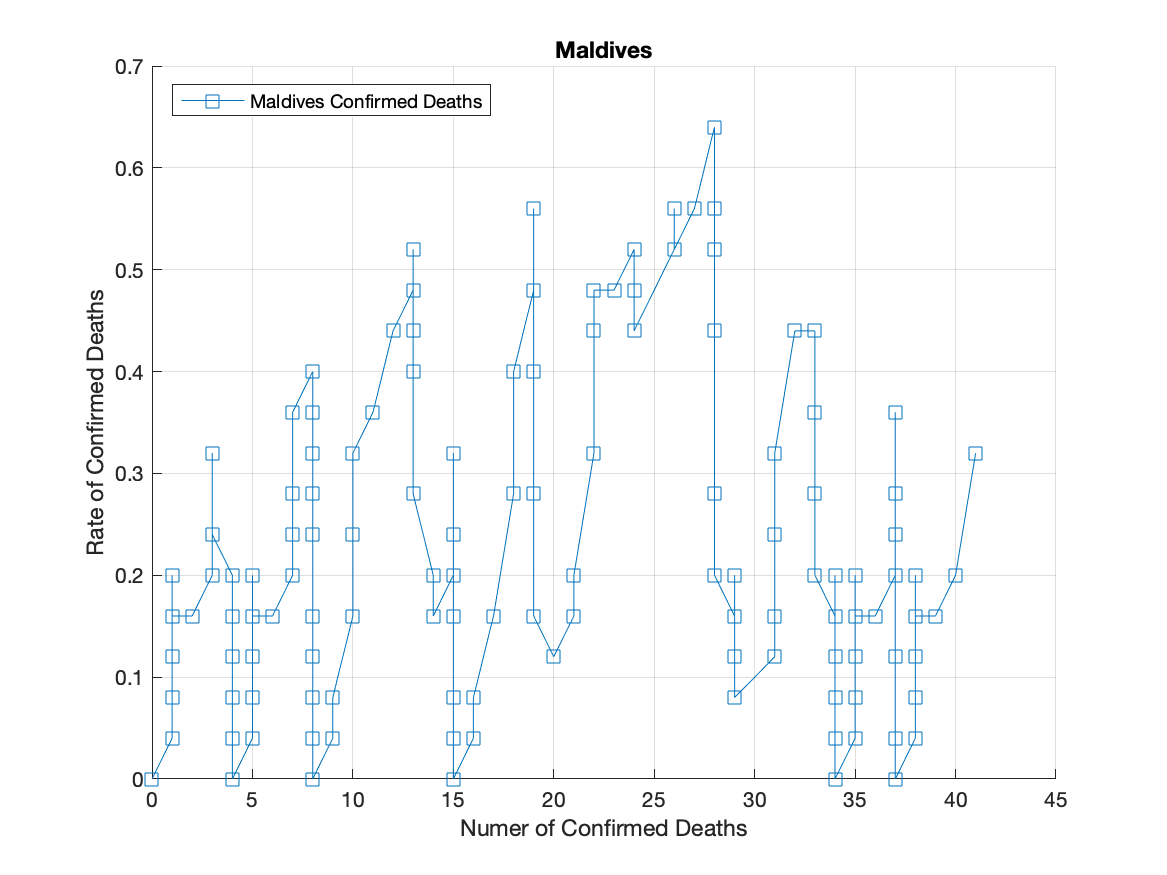 Maldives
Maldives Confirmed Deaths
0.7
0.6
0.5
0.4
0.3
0.2
0.1
0
Rate of Confirmed Deaths
0 5 10 15 20 25 30 35 40 45
Numer of Confirmed Deaths